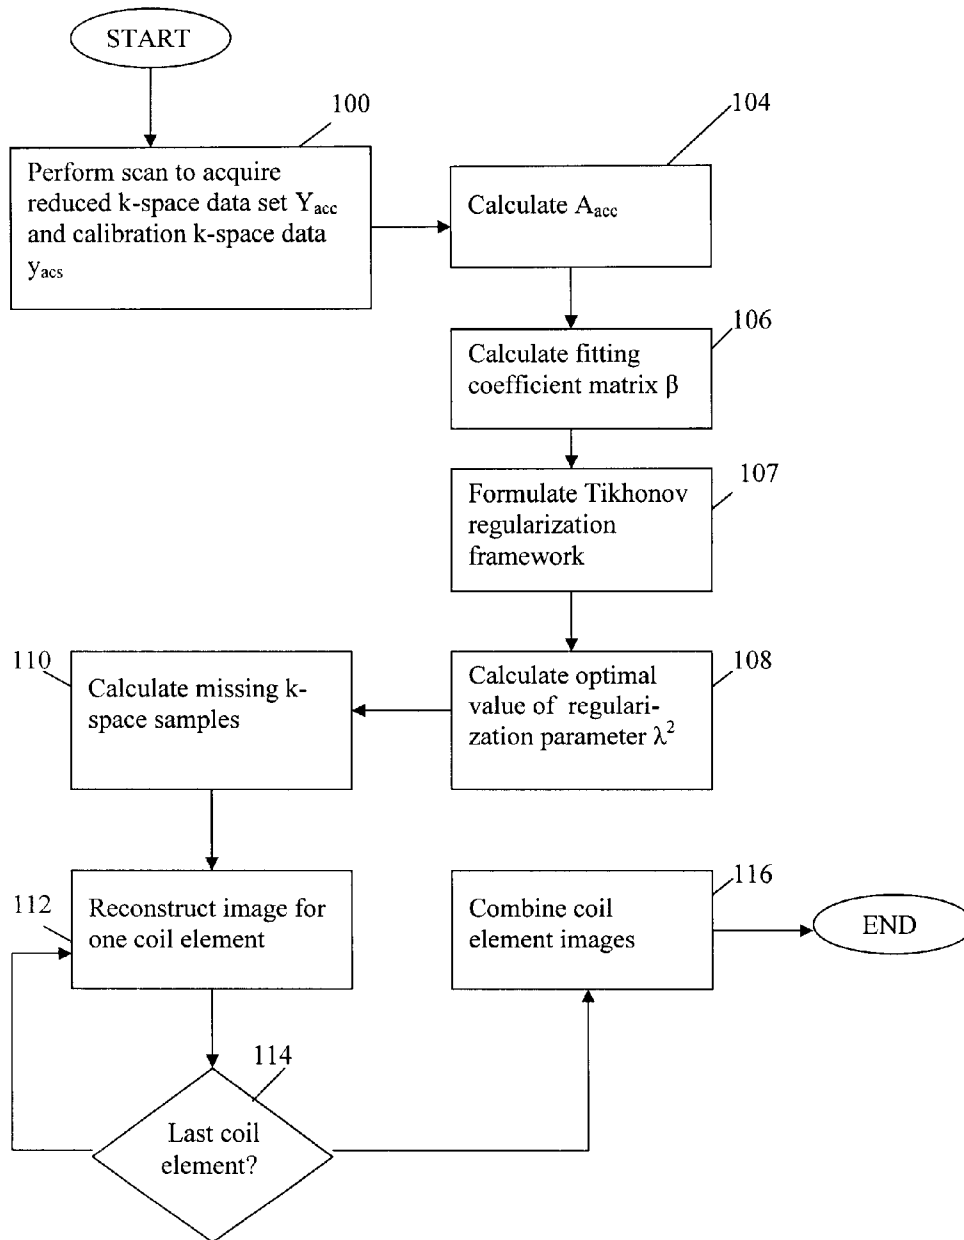 START
100
Perform scan to acquire
reduced k-space data set Yacc
and calibration k-space data
yacs
104
Calculate Aacc
106
Calculate fitting
coefficient matrix β
107
Formulate Tikhonov
regularization
framework
108
Calculate optimal
value of regulari-
zation parameter λ²
110
Calculate missing k-
space samples
112
Reconstruct image for
one coil element
114
Last coil
element?
116
Combine coil
element images
END